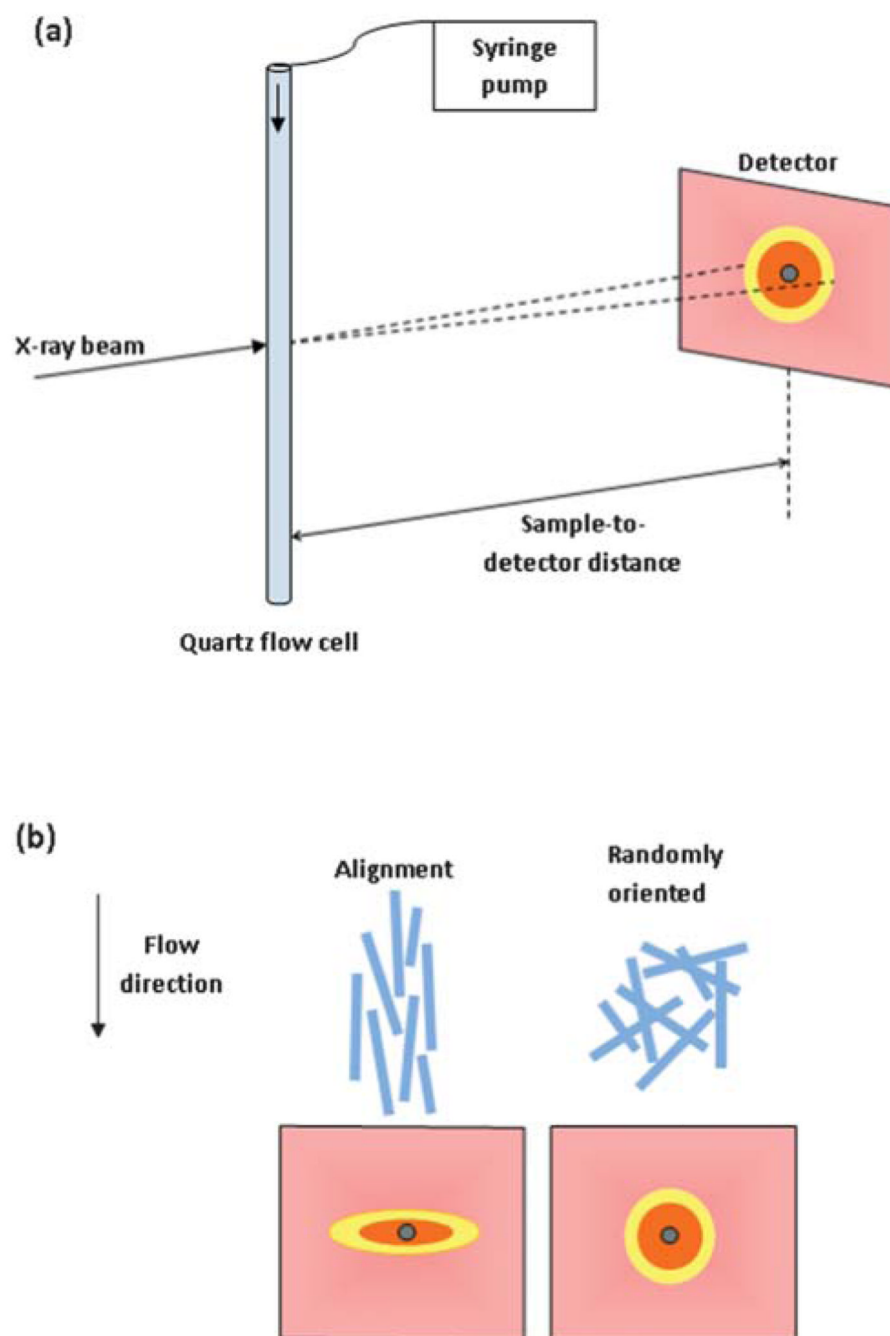 (a)
Syringe
pump
Detector
X-ray beam
Sample-to-
detector distance
Quartz flow cell
(b)
Alignment
Randomly
oriented
Flow
direction